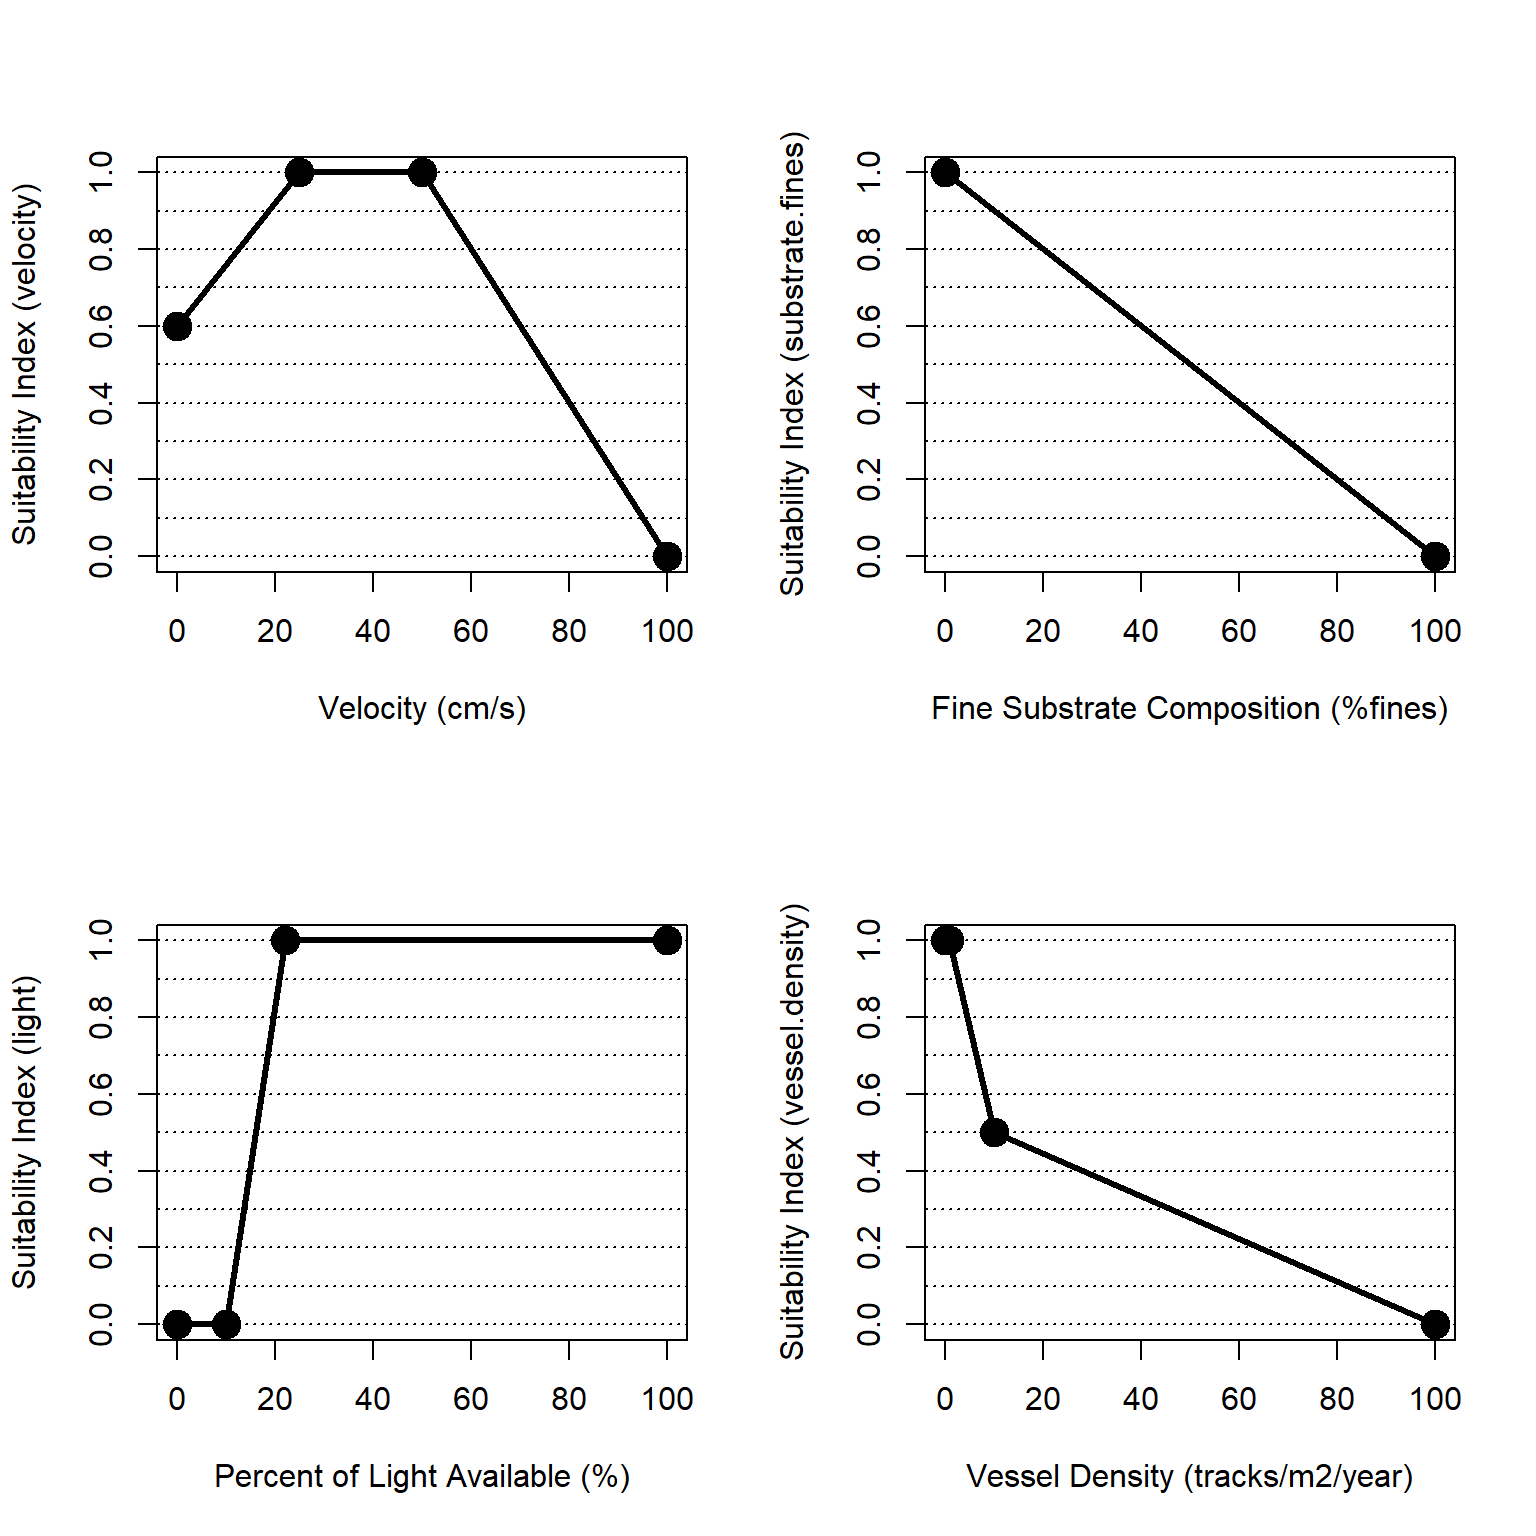 Suitability Index (velocity)
1.0
0.8
0.6
0.4
0.2
0.0
0 20 40 60 80 100
Velocity (cm/s)
Suitability Index (substrate.fines)
1.0
0.8
0.6
0.4
0.2
0.0
0 20 40 60 80 100
Fine Substrate Composition (%fines)
Suitability Index (light)
1.0
0.8
0.6
0.4
0.2
0.0
0 20 40 60 80 100
Percent of Light Available (%)
Suitability Index (vessel.density)
1.0
0.8
0.6
0.4
0.2
0.0
0 20 40 60 80 100
Vessel Density (tracks/m2/year)